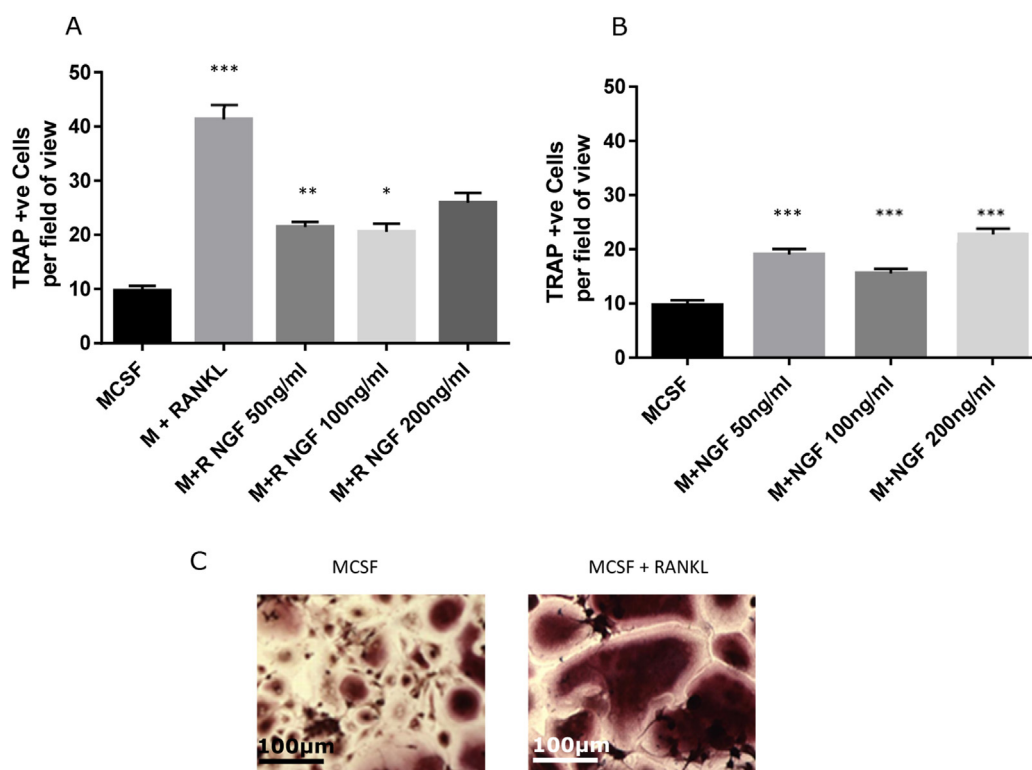 A
TRAP +ve Cells
per field of view
50
40
30
20
10
0
***
**
*
MCSF
M + RANKL
M+R NGF 50ng/ml
M+R NGF 100ng/ml
M+R NGF 200ng/ml
B
TRAP +ve Cells
per field of view
50
40
30
20
10
0
***
***
***
MCSF
M+NGF 50ng/ml
M+NGF 100ng/ml
M+NGF 200ng/ml
C
MCSF
MCSF + RANKL
100µm
100µm